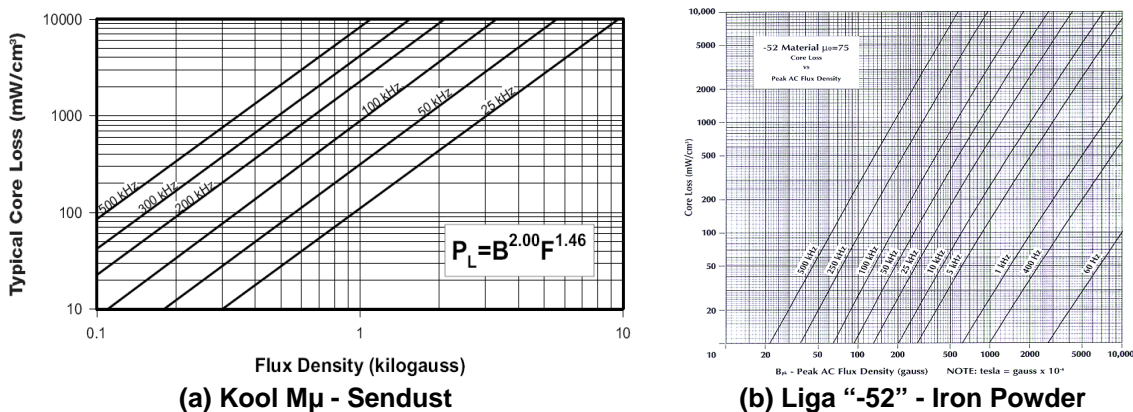 Typical Core Loss (mW/cm³)
10000
1000
100
10
500 kHz
300 kHz
200 kHz
100 kHz
50 kHz
25 kHz
P_L=B^2.00F^1.46
0.1
1
10
Flux Density (kilogauss)
(a) Kool Mµ - Sendust
Core Loss (mW/cm³)
10,000
5000
2000
1000
500
200
100
50
20
10
-52 Material µ₀=75
Core Loss
vs
Peak AC Flux Density
500 kHz
250 kHz
100 kHz
50 kHz
25 kHz
10 kHz
5 kHz
1 kHz
400 Hz
60 Hz
20
50
100
200
500
1000
2000
5000
10,000
Bₚₖ - Peak AC Flux Density (gauss)
NOTE: tesla = gauss x 10⁻⁴
(b) Liga “-52” - Iron Powder